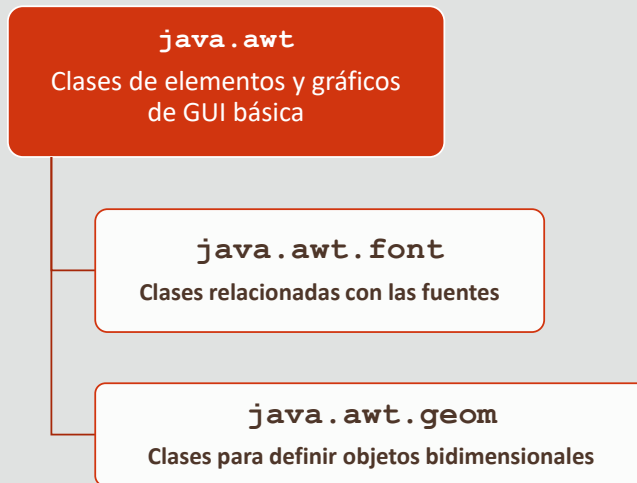 java.awt
Clases de elementos y gráficos
de GUI básica
java.awt.font
Clases relacionadas con las fuentes
java.awt.geom
Clases para definir objetos bidimensionales